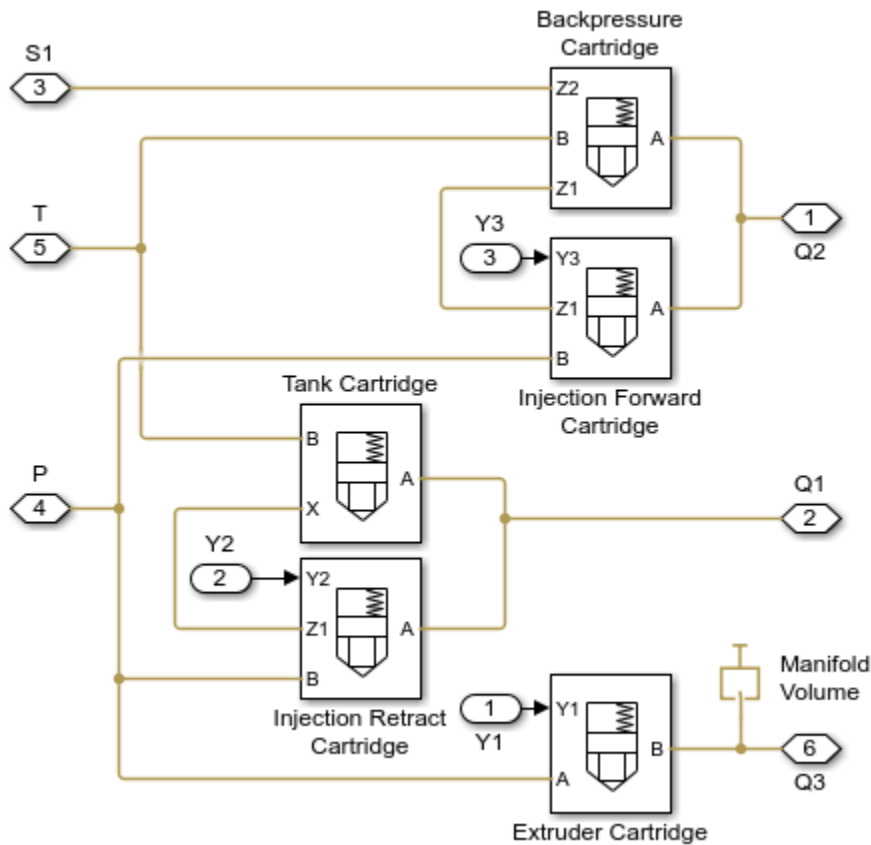 Backpressure
Cartridge
S1
3
Z2
B
A
Z1
T
5
Y3
3
Y3
1
Q2
Z1
A
B
Injection Forward
Cartridge
Tank Cartridge
B
A
X
P
4
Q1
2
Y2
2
Y2
Z1
A
B
Injection Retract
Cartridge
Manifold
Volume
1
Y1
Y1
B
A
6
Q3
Extruder Cartridge